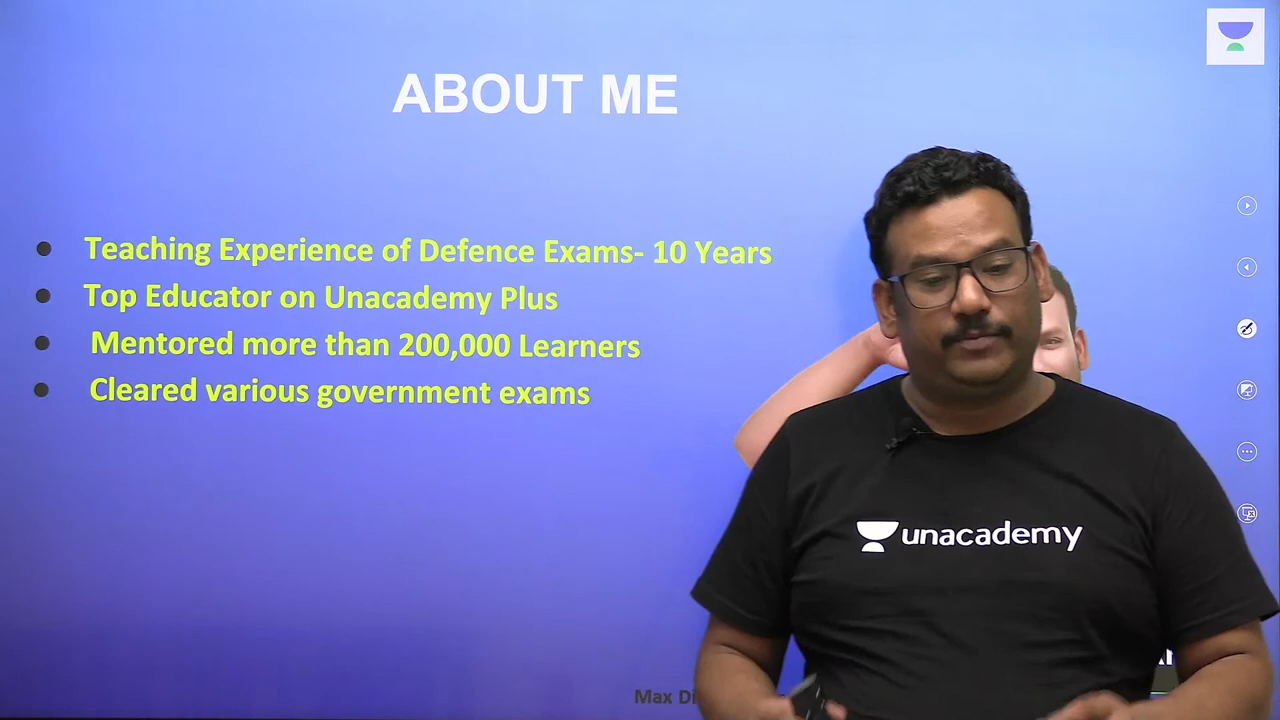 ABOUT ME
Teaching Experience of Defence Exams- 10 Years
Top Educator on Unacademy Plus
Mentored more than 200,000 Learners
Cleared various government exams
unacademy
Max